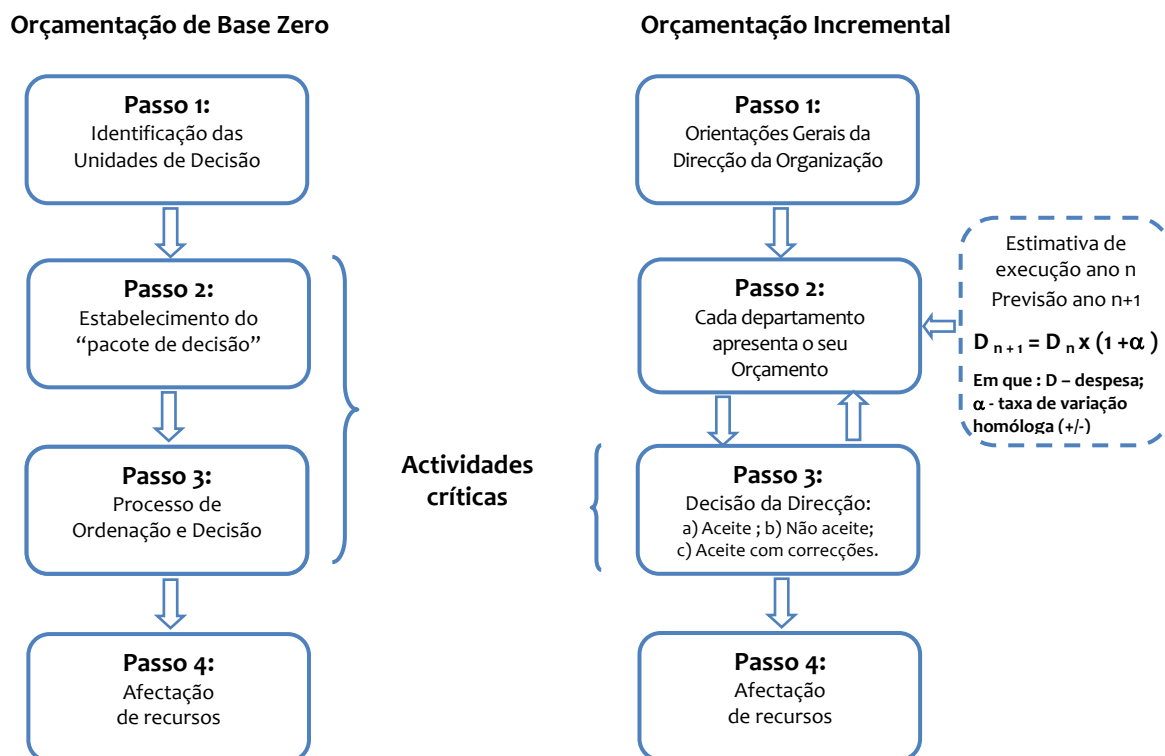 Orçamentação de Base Zero
Passo 1:
Identificação das
Unidades de Decisão
Passo 2:
Estabelecimento do
“pacote de decisão”
Passo 3:
Processo de
Ordenação e Decisão
Passo 4:
Afectação
de recursos
Actividades
críticas
Orçamentação Incremental
Passo 1:
Orientações Gerais da
Direcção da Organização
Passo 2:
Cada departamento
apresenta o seu
Orçamento
Passo 3:
Decisão da Direcção:
a) Aceite ; b) Não aceite;
c) Aceite com correcções.
Passo 4:
Afectação
de recursos
Estimativa de
execução ano n
Previsão ano n+1
D n + 1 = D n x (1 +α )
Em que : D – despesa;
α - taxa de variação
homóloga (+/-)